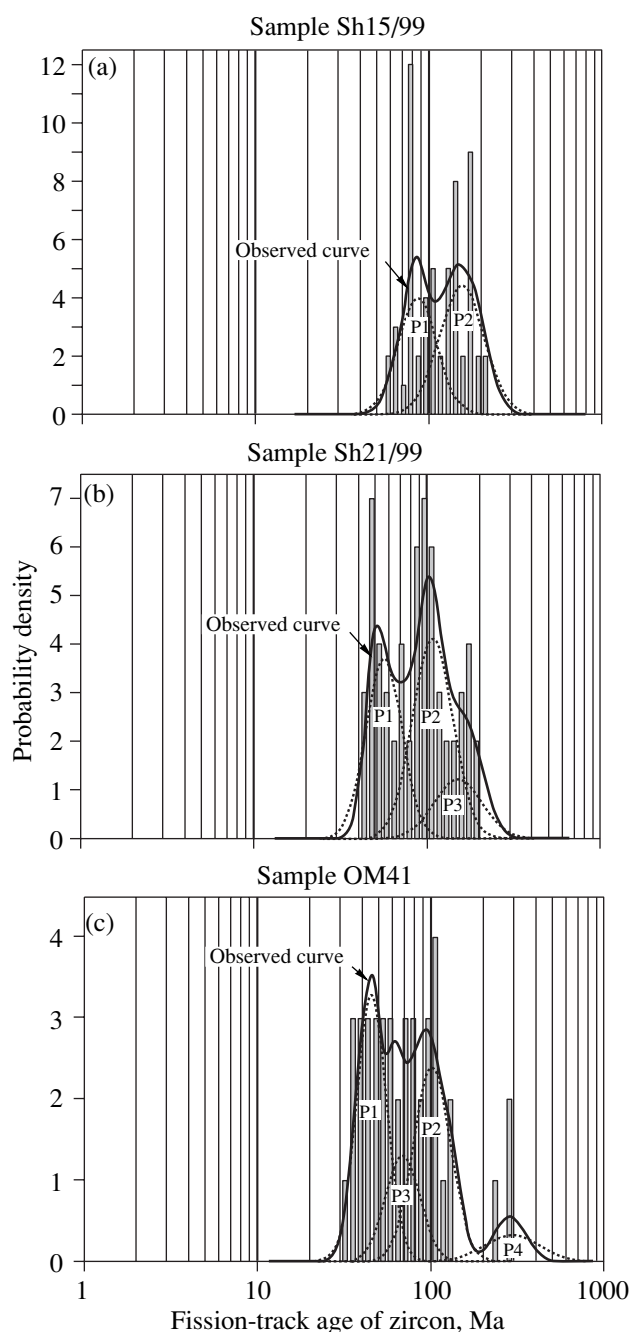 Sample Sh15/99
(a)
12
10
8
6
4
2
0
Observed curve
P1
P2
Sample Sh21/99
(b)
7
6
5
4
3
2
1
0
Observed curve
P1
P2
P3
Probability density
Sample OM41
(c)
4
3
2
1
0
Observed curve
P1
P2
P3
P4
1
10
100
1000
Fission-track age of zircon, Ma